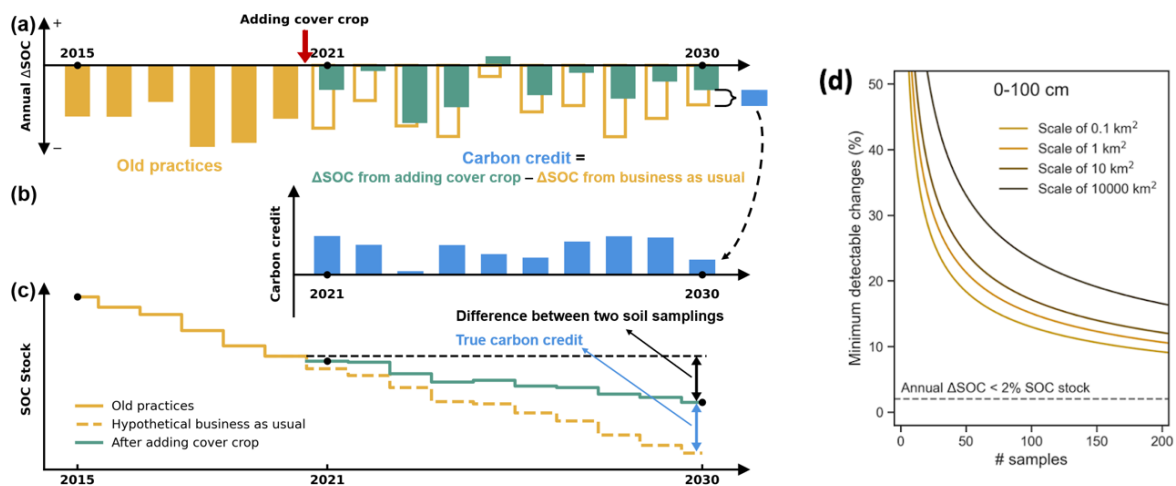 (a)
+
Adding cover crop
2015
2021
2030
Annual ΔSOC
−
Old practices
Carbon credit =
ΔSOC from adding cover crop – ΔSOC from business as usual
(b)
Carbon credit
2021
2030
(c)
Difference between two soil samplings
True carbon credit
SOC Stock
Old practices
Hypothetical business as usual
After adding cover crop
2015
2021
2030
(d)
0-100 cm
Scale of 0.1 km²
Scale of 1 km²
Scale of 10 km²
Scale of 10000 km²
Minimum detectable changes (%)
50
40
30
20
10
0
Annual ΔSOC < 2% SOC stock
0
50
100
150
200
# samples